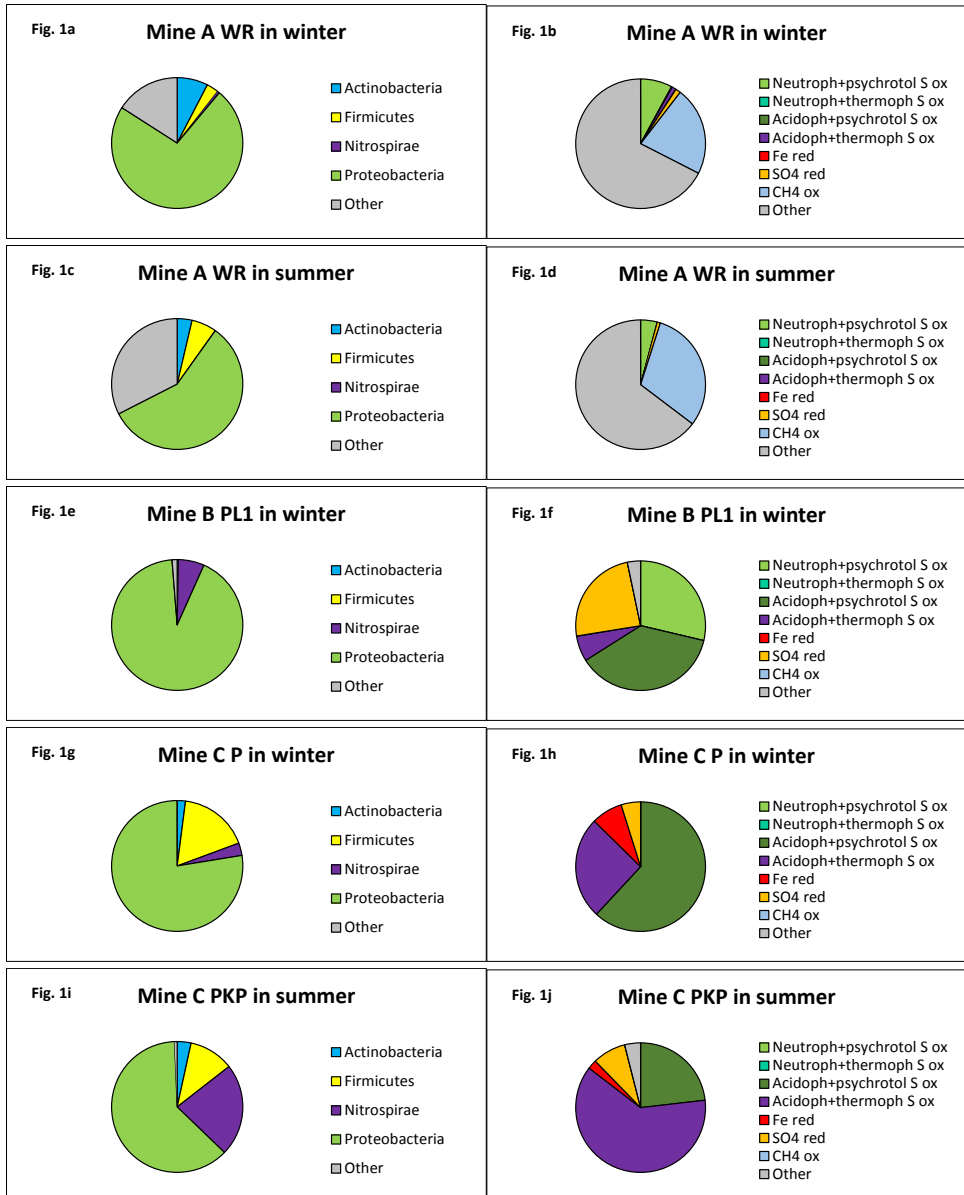 Fig. 1a
Mine A WR in winter
Actinobacteria
Firmicutes
Nitrospirae
Proteobacteria
Other
Fig. 1b
Mine A WR in winter
Neutroph+psychrotol S ox
Neutroph+thermoph S ox
Acidoph+psychrotol S ox
Acidoph+thermoph S ox
Fe red
SO4 red
CH4 ox
Other
Fig. 1c
Mine A WR in summer
Actinobacteria
Firmicutes
Nitrospirae
Proteobacteria
Other
Fig. 1d
Mine A WR in summer
Neutroph+psychrotol S ox
Neutroph+thermoph S ox
Acidoph+psychrotol S ox
Acidoph+thermoph S ox
Fe red
SO4 red
CH4 ox
Other
Fig. 1e
Mine B PL1 in winter
Actinobacteria
Firmicutes
Nitrospirae
Proteobacteria
Other
Fig. 1f
Mine B PL1 in winter
Neutroph+psychrotol S ox
Neutroph+thermoph S ox
Acidoph+psychrotol S ox
Acidoph+thermoph S ox
Fe red
SO4 red
CH4 ox
Other
Fig. 1g
Mine C P in winter
Actinobacteria
Firmicutes
Nitrospirae
Proteobacteria
Other
Fig. 1h
Mine C P in winter
Neutroph+psychrotol S ox
Neutroph+thermoph S ox
Acidoph+psychrotol S ox
Acidoph+thermoph S ox
Fe red
SO4 red
CH4 ox
Other
Fig. 1i
Mine C PKP in summer
Actinobacteria
Firmicutes
Nitrospirae
Proteobacteria
Other
Fig. 1j
Mine C PKP in summer
Neutroph+psychrotol S ox
Neutroph+thermoph S ox
Acidoph+psychrotol S ox
Acidoph+thermoph S ox
Fe red
SO4 red
CH4 ox
Other